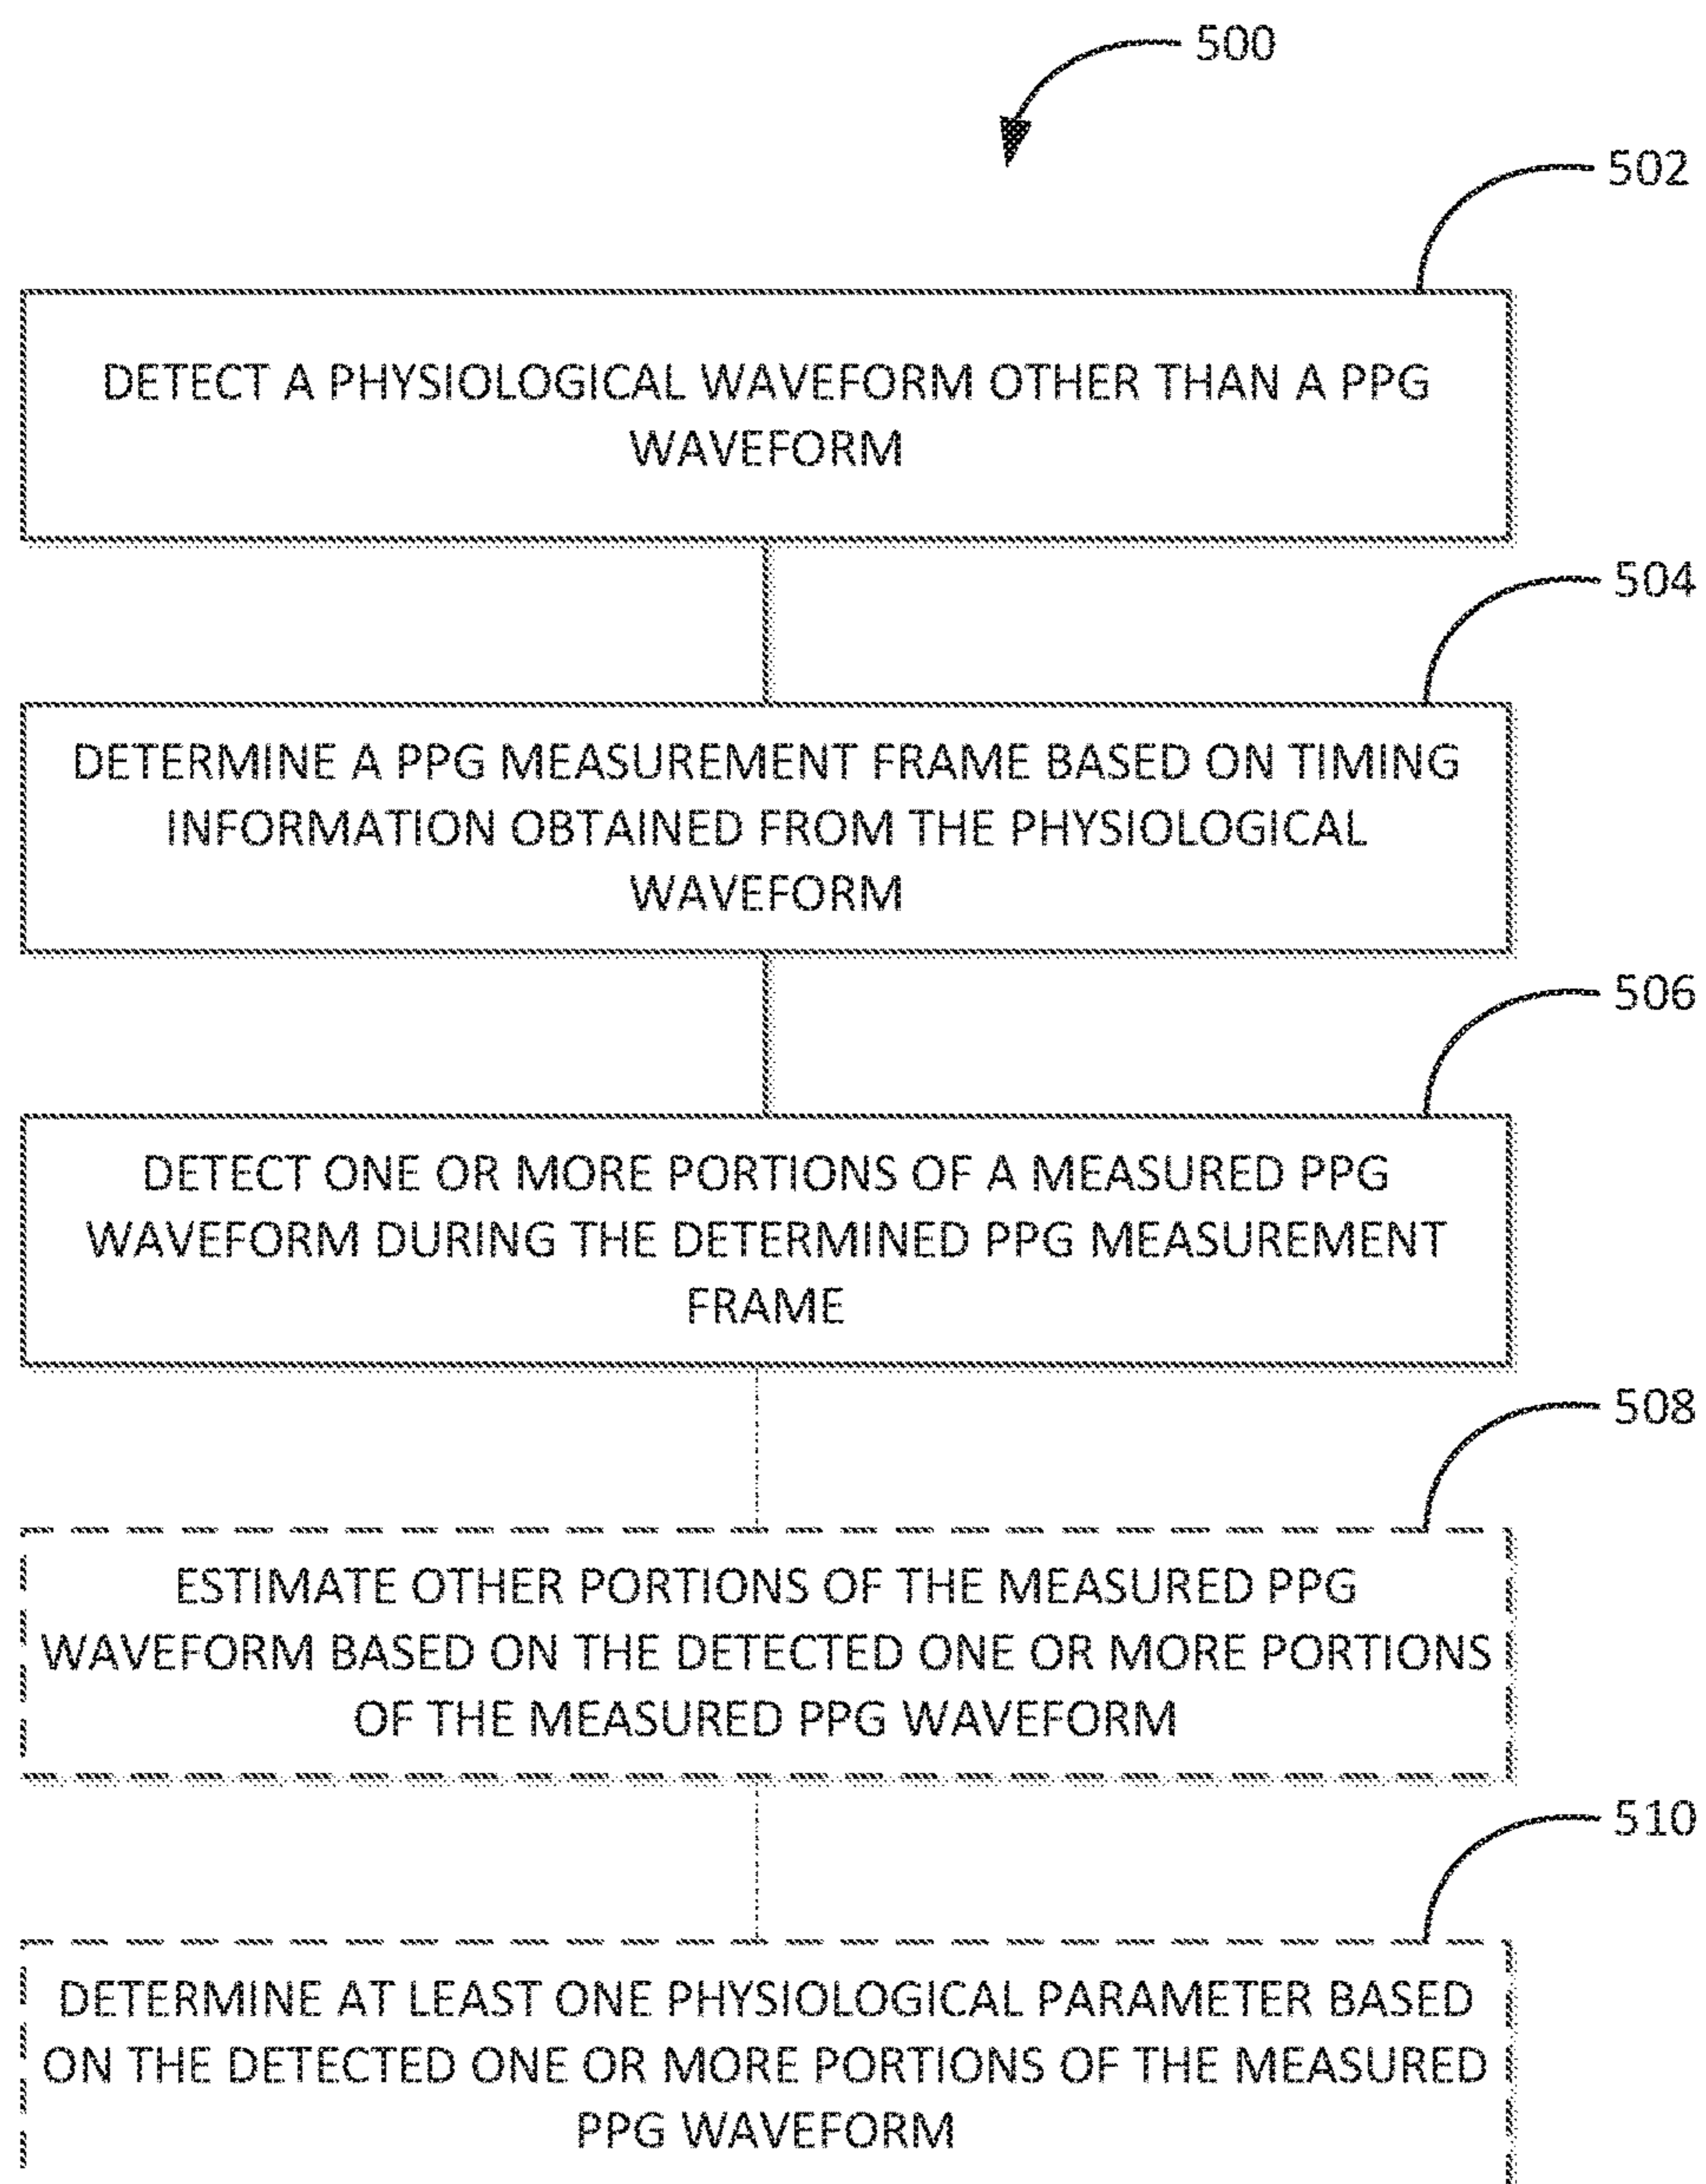 500
502
DETECT A PHYSIOLOGICAL WAVEFORM OTHER THAN A PPG
WAVEFORM
504
DETERMINE A PPG MEASUREMENT FRAME BASED ON TIMING
INFORMATION OBTAINED FROM THE PHYSIOLOGICAL
WAVEFORM
506
DETECT ONE OR MORE PORTIONS OF A MEASURED PPG
WAVEFORM DURING THE DETERMINED PPG MEASUREMENT
FRAME
508
ESTIMATE OTHER PORTIONS OF THE MEASURED PPG
WAVEFORM BASED ON THE DETECTED ONE OR MORE PORTIONS
OF THE MEASURED PPG WAVEFORM
510
DETERMINE AT LEAST ONE PHYSIOLOGICAL PARAMETER BASED
ON THE DETECTED ONE OR MORE PORTIONS OF THE MEASURED
PPG WAVEFORM